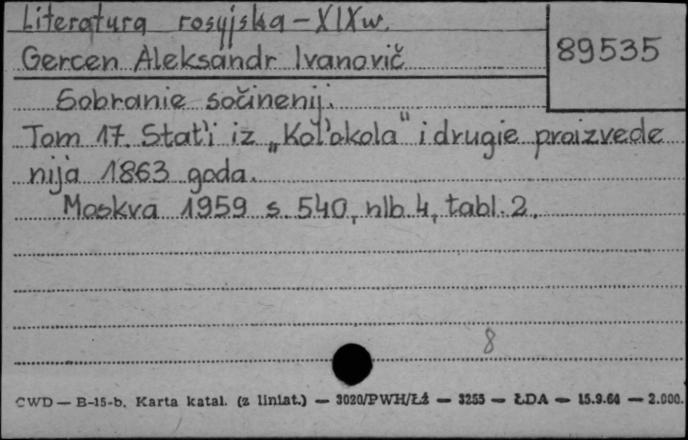 Literatura rosyjska – XIXw.
Gercen Aleksandr Ivanovič
89535
Sobranie sočinenij.
Tom 17. Stat'i iz „Kol'okola" i drugie proizvede
nija 1863 goda.
Moskva 1959 s. 540, nlb. 4, tabl. 2.
8
CWD — B-15-b. Karta katal. (z liniat.) — 3020/PWH/Łż — 3255 — ŁDA — 15.9.64 — 2.000.